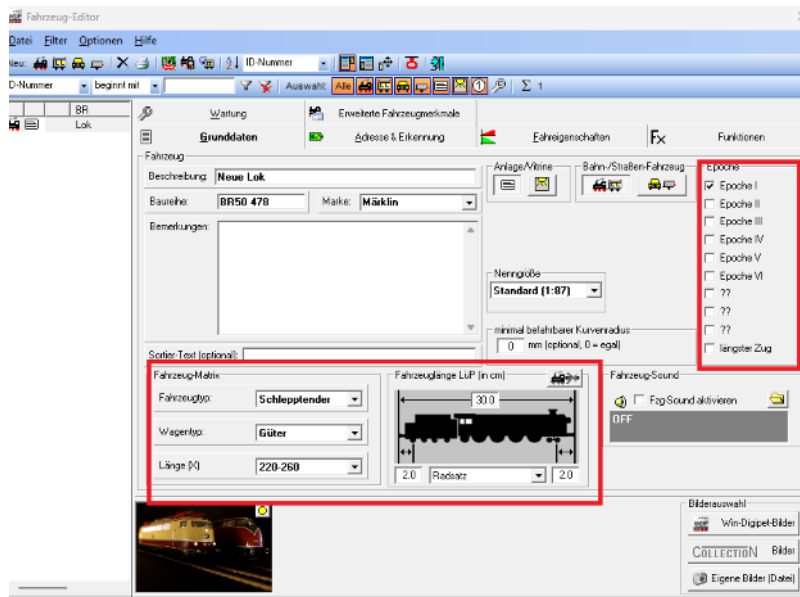 Fahrzeug-Editor
Datei Filter Optionen Hilfe
Neu: ID-Nummer
D-Nummer beginnt mit Auswahl: Alle Σ 1
BR
Lok
Wartung Erweiterte Fahrzeugmerkmale
Grunddaten Adresse & Erkennung Fahreigenschaften Fx Funktionen
Fahrzeug
Beschreibung: Neue Lok
Baureihe: BR50 478 Marke: Märklin
Bemerkungen:
Sortier-Text (optional):
Anlage/Vitrine Bahn-/Straßen-Fahrzeug
Nenngröße
Standard (1:87)
minimal befahrbarer Kurvenradius
0 mm (optional, 0 = egal)
Epoche
Epoche I
Epoche II
Epoche III
Epoche IV
Epoche V
Epoche VI
??
??
??
längster Zug
Fahrzeug-Matrix
Fahrzeugtyp: Schlepptender
Wagentyp: Güter
Länge (X) 220-260
Fahrzeuglänge LüP (in cm)
30.0
2.0 Radsatz 2.0
Fahrzeug-Sound
Fzg-Sound aktivieren
OFF
Bilderauswahl
Win-Digipet-Bilder
COLLECTION Bilder
Eigene Bilder (Datei)